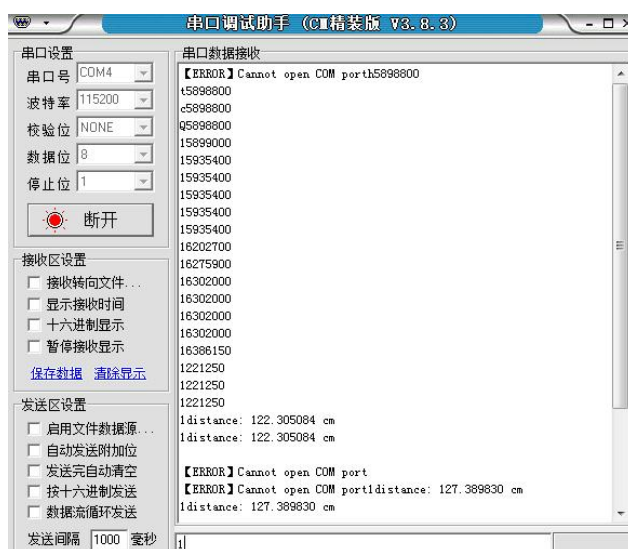 串口调试助手 (CM精装版 V3.8.3)
串口设置
串口号 COM4
波特率 115200
校验位 NONE
数据位 8
停止位 1
断开
接收区设置
接收转向文件...
显示接收时间
十六进制显示
暂停接收显示
保存数据 清除显示
发送区设置
启用文件数据源...
自动发送附加位
发送完自动清空
按十六进制发送
数据流循环发送
发送间隔 1000 毫秒
串口数据接收
【ERROR】Cannot open COM porth5898800
t5898800
c5898800
Q5898800
15899000
15935400
15935400
15935400
15935400
15935400
16202700
16275900
16302000
16302000
16302000
16302000
16386150
1221250
1221250
1221250
1distance: 122.305084 cm
1distance: 122.305084 cm
【ERROR】Cannot open COM port
【ERROR】Cannot open COM port1distance: 127.389830 cm
1distance: 127.389830 cm
1